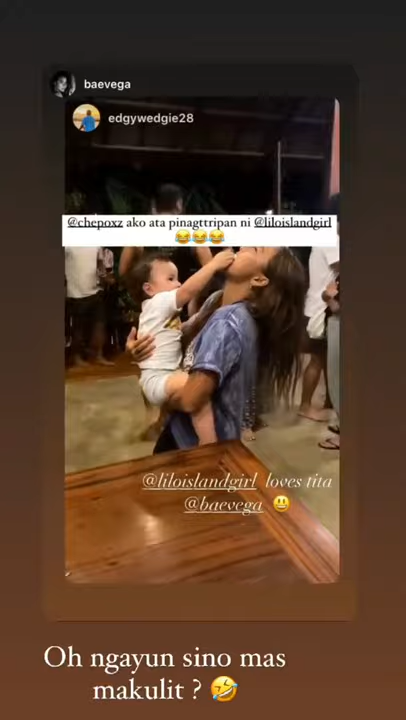 baevega
edgywedgie28
@chepoxz ako ata pinagttripan ni @liloislandgirl
😂😂😂
@liloislandgirl loves tita
@baevega 😃
Oh ngayun sino mas
makulit ? 🤣